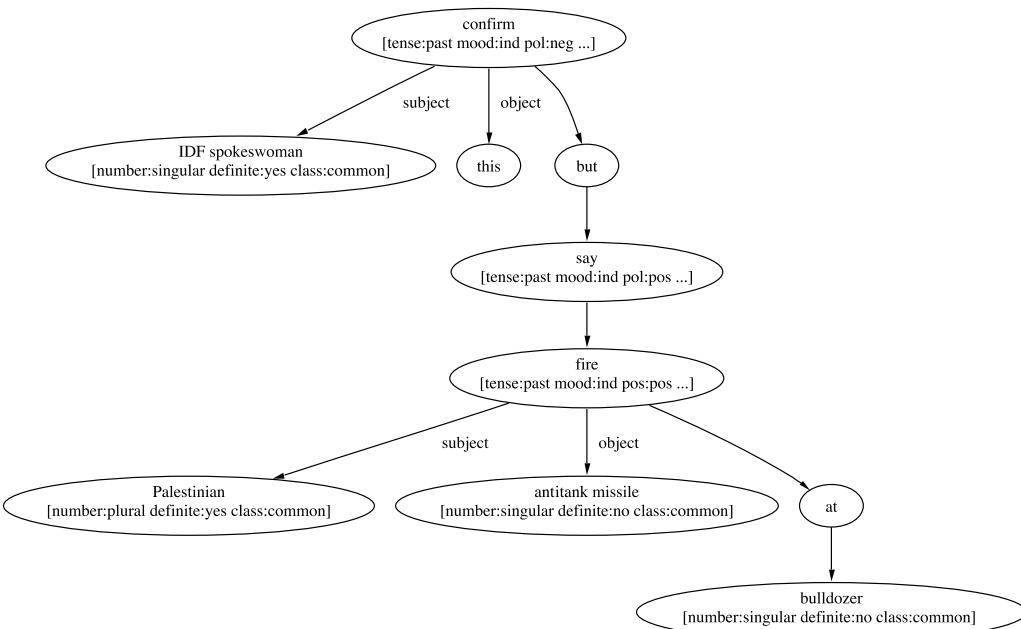 confirm
[tense:past mood:ind pol:neg ...]
subject
object
IDF spokeswoman
[number:singular definite:yes class:common]
this
but
say
[tense:past mood:ind pol:pos ...]
fire
[tense:past mood:ind pos:pos ...]
subject
object
Palestinian
[number:plural definite:yes class:common]
antitank missile
[number:singular definite:no class:common]
at
bulldozer
[number:singular definite:no class:common]